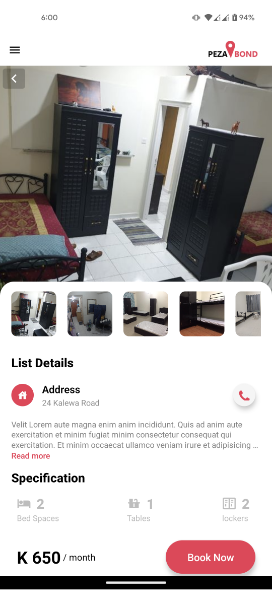 6:00
94%
PEZA BOND
List Details
Address
24 Kalewa Road
Velit Lorem aute magna enim anim incididunt. Quis ad anim aute
exercitation et minim fugiat minim consectetur consequat qui
exercitation. Et minim occaecat ullamco veniam irure et adipisicing ...
Read more
Specification
2
Bed Spaces
1
Tables
2
lockers
K 650 / month
Book Now